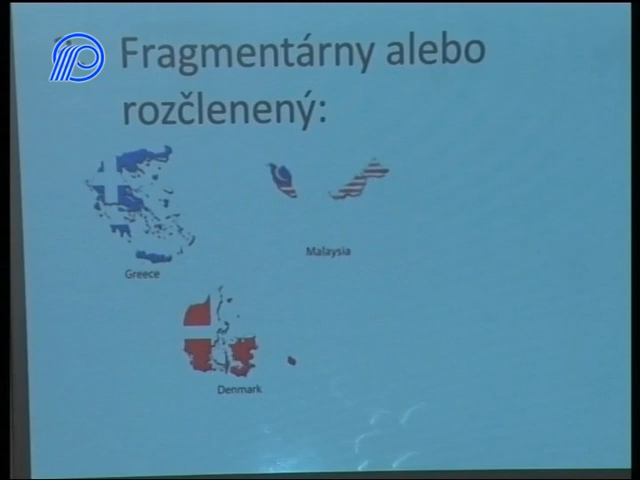 Fragmentárny alebo
rozčlenený:
Malaysia
Greece
Denmark